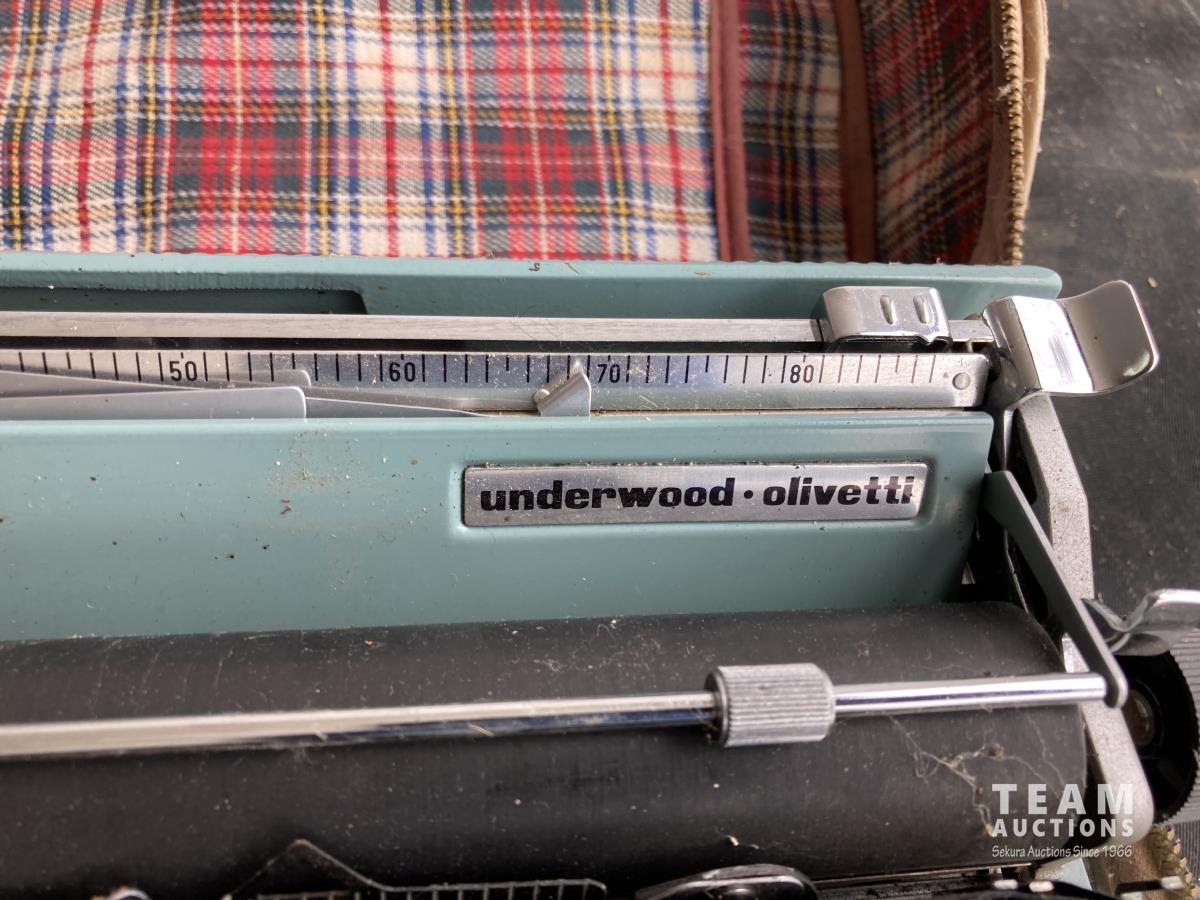 50 60 70 80
underwood • olivetti
TEAM
AUCTIONS
Sekura Auctions Since 1966